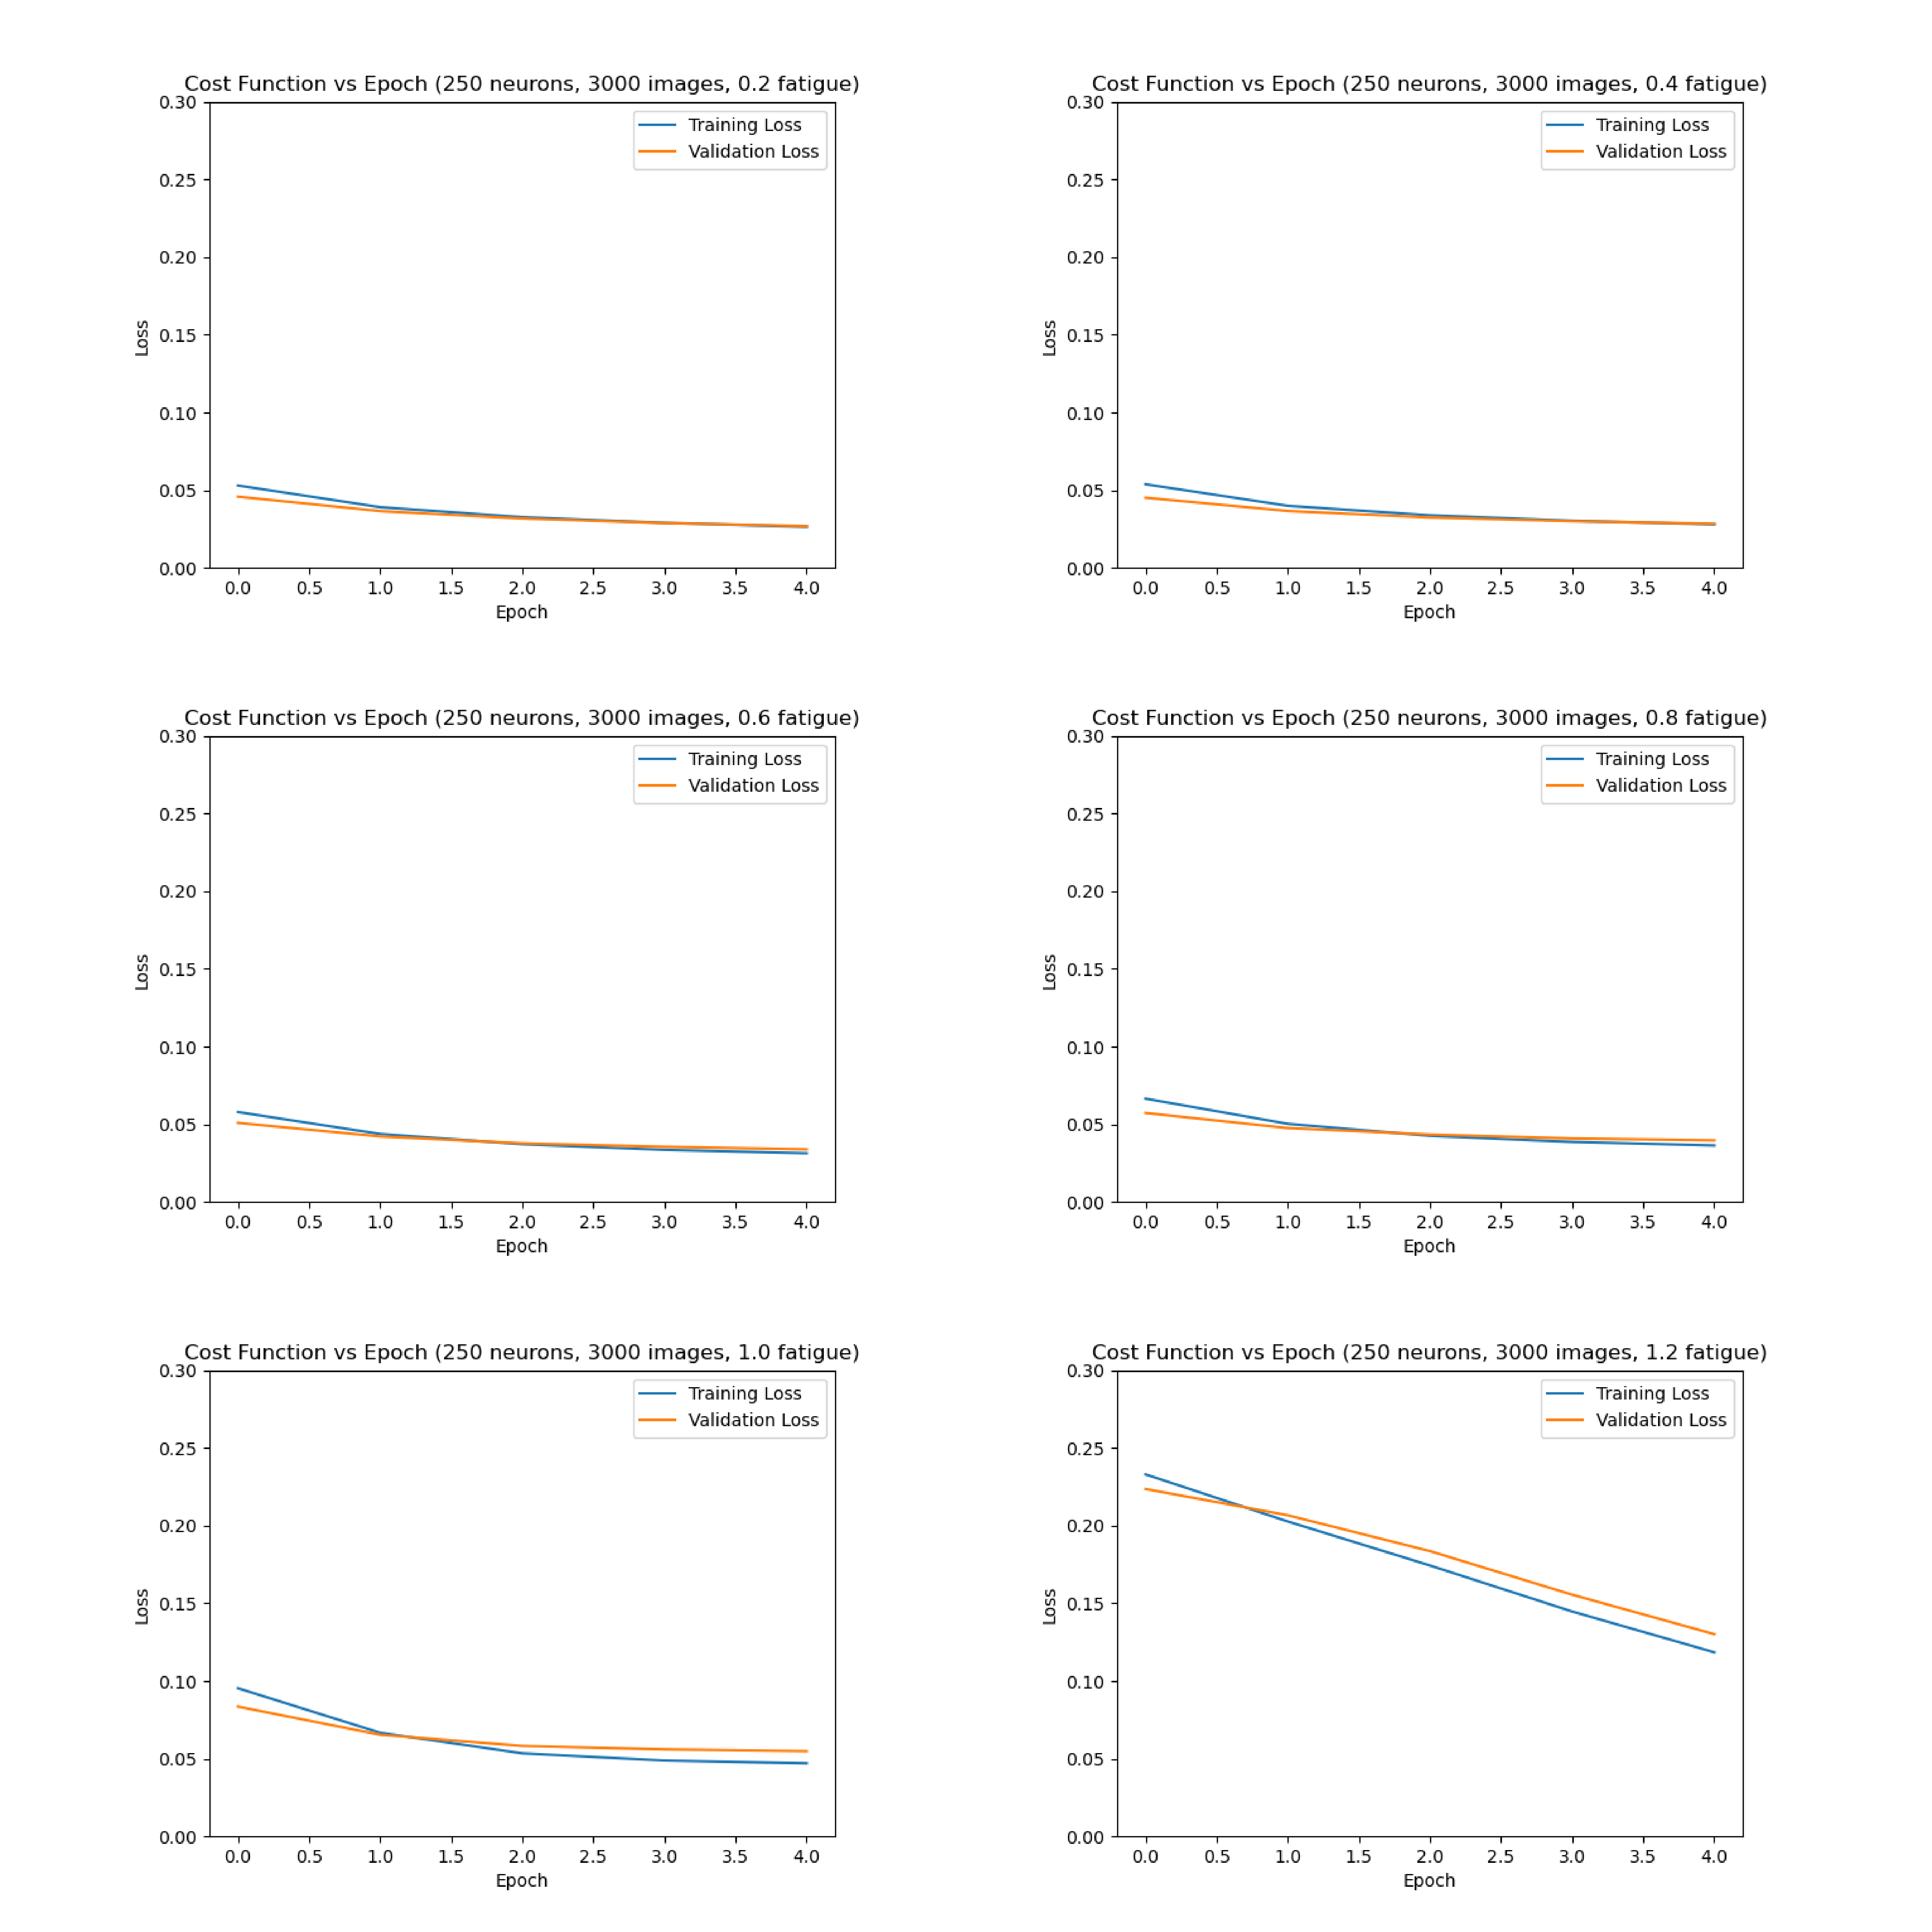 Cost Function vs Epoch (250 neurons, 3000 images, 0.2 fatigue)
0.30
0.25
0.20
0.15
0.10
0.05
0.00
Loss
Training Loss
Validation Loss
0.0 0.5 1.0 1.5 2.0 2.5 3.0 3.5 4.0
Epoch
Cost Function vs Epoch (250 neurons, 3000 images, 0.4 fatigue)
0.30
0.25
0.20
0.15
0.10
0.05
0.00
Loss
Training Loss
Validation Loss
0.0 0.5 1.0 1.5 2.0 2.5 3.0 3.5 4.0
Epoch
Cost Function vs Epoch (250 neurons, 3000 images, 0.6 fatigue)
0.30
0.25
0.20
0.15
0.10
0.05
0.00
Loss
Training Loss
Validation Loss
0.0 0.5 1.0 1.5 2.0 2.5 3.0 3.5 4.0
Epoch
Cost Function vs Epoch (250 neurons, 3000 images, 0.8 fatigue)
0.30
0.25
0.20
0.15
0.10
0.05
0.00
Loss
Training Loss
Validation Loss
0.0 0.5 1.0 1.5 2.0 2.5 3.0 3.5 4.0
Epoch
Cost Function vs Epoch (250 neurons, 3000 images, 1.0 fatigue)
0.30
0.25
0.20
0.15
0.10
0.05
0.00
Loss
Training Loss
Validation Loss
0.0 0.5 1.0 1.5 2.0 2.5 3.0 3.5 4.0
Epoch
Cost Function vs Epoch (250 neurons, 3000 images, 1.2 fatigue)
0.30
0.25
0.20
0.15
0.10
0.05
0.00
Loss
Training Loss
Validation Loss
0.0 0.5 1.0 1.5 2.0 2.5 3.0 3.5 4.0
Epoch